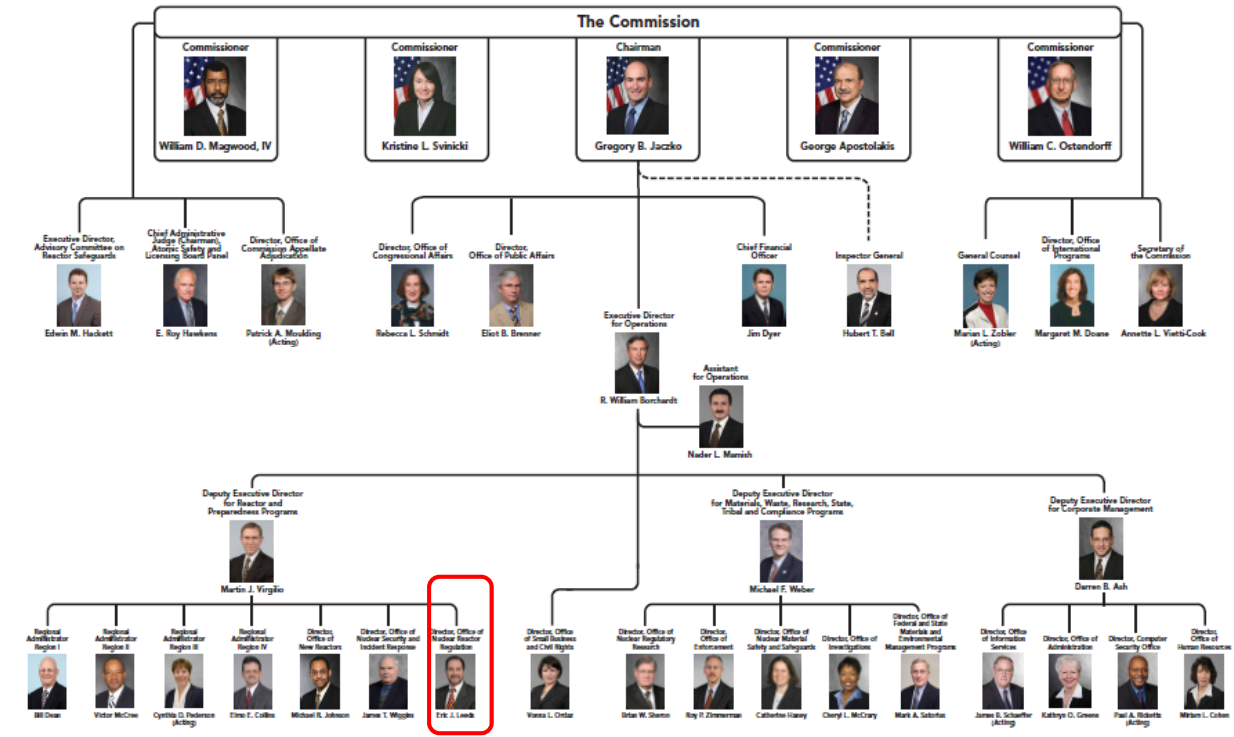 The Commission
Commissioner
William D. Magwood, IV
Commissioner
Kristine L. Svinicki
Chairman
Gregory B. Jaczko
Commissioner
George Apostolakis
Commissioner
William C. Ostendorff
Executive Director,
Advisory Committee on
Reactor Safeguards
Edwin M. Hackett
Chief Administrative
Judge (Chairman),
Atomic Safety and
Licensing Board Panel
E. Roy Hawkens
Director, Office of
Commission Appellate
Adjudication
Patrick A. Moulding
(Acting)
Director, Office of
Congressional Affairs
Rebecca L. Schmidt
Director,
Office of Public Affairs
Eliot B. Brenner
Chief Financial
Officer
Jim Dyer
Inspector General
Hubert T. Bell
General Counsel
Marian L. Zobler
(Acting)
Director, Office
of International
Programs
Margaret M. Doane
Secretary of
the Commission
Annette L. Vietti-Cook
Executive Director
for Operations
R. William Borchardt
Assistant
for Operations
Nader L. Mamish
Deputy Executive Director
for Reactor and
Preparedness Programs
Martin J. Virgilio
Deputy Executive Director
for Materials, Waste, Research, State,
Tribal and Compliance Programs
Michael F. Weber
Deputy Executive Director
for Corporate Management
Darren B. Ash
Regional
Administrator
Region I
Bill Dean
Regional
Administrator
Region II
Victor McCree
Regional
Administrator
Region III
Cynthia D. Pederson
(Acting)
Regional
Administrator
Region IV
Elmo E. Collins
Director,
Office of
New Reactors
Michael R. Johnson
Director, Office of
Nuclear Security and
Incident Response
James T. Wiggins
Director, Office of
Nuclear Reactor
Regulation
Eric J. Leeds
Director, Office
of Small Business
and Civil Rights
Vonna L. Ordaz
Director, Office of
Nuclear Regulatory
Research
Brian W. Sheron
Director,
Office of
Enforcement
Roy P. Zimmerman
Director, Office of
Nuclear Material
Safety and Safeguards
Catherine Haney
Director, Office of
Investigations
Cheryl L. McCrary
Director, Office of
Federal and State
Materials and
Environmental
Management Programs
Mark A. Satorius
Director, Office
of Information
Services
James B. Schaeffer
(Acting)
Director, Office of
Administration
Kathryn O. Greene
Director, Computer
Security Office
Paul A. Ricketts
(Acting)
Director,
Office of
Human Resources
Miriam L. Cohen